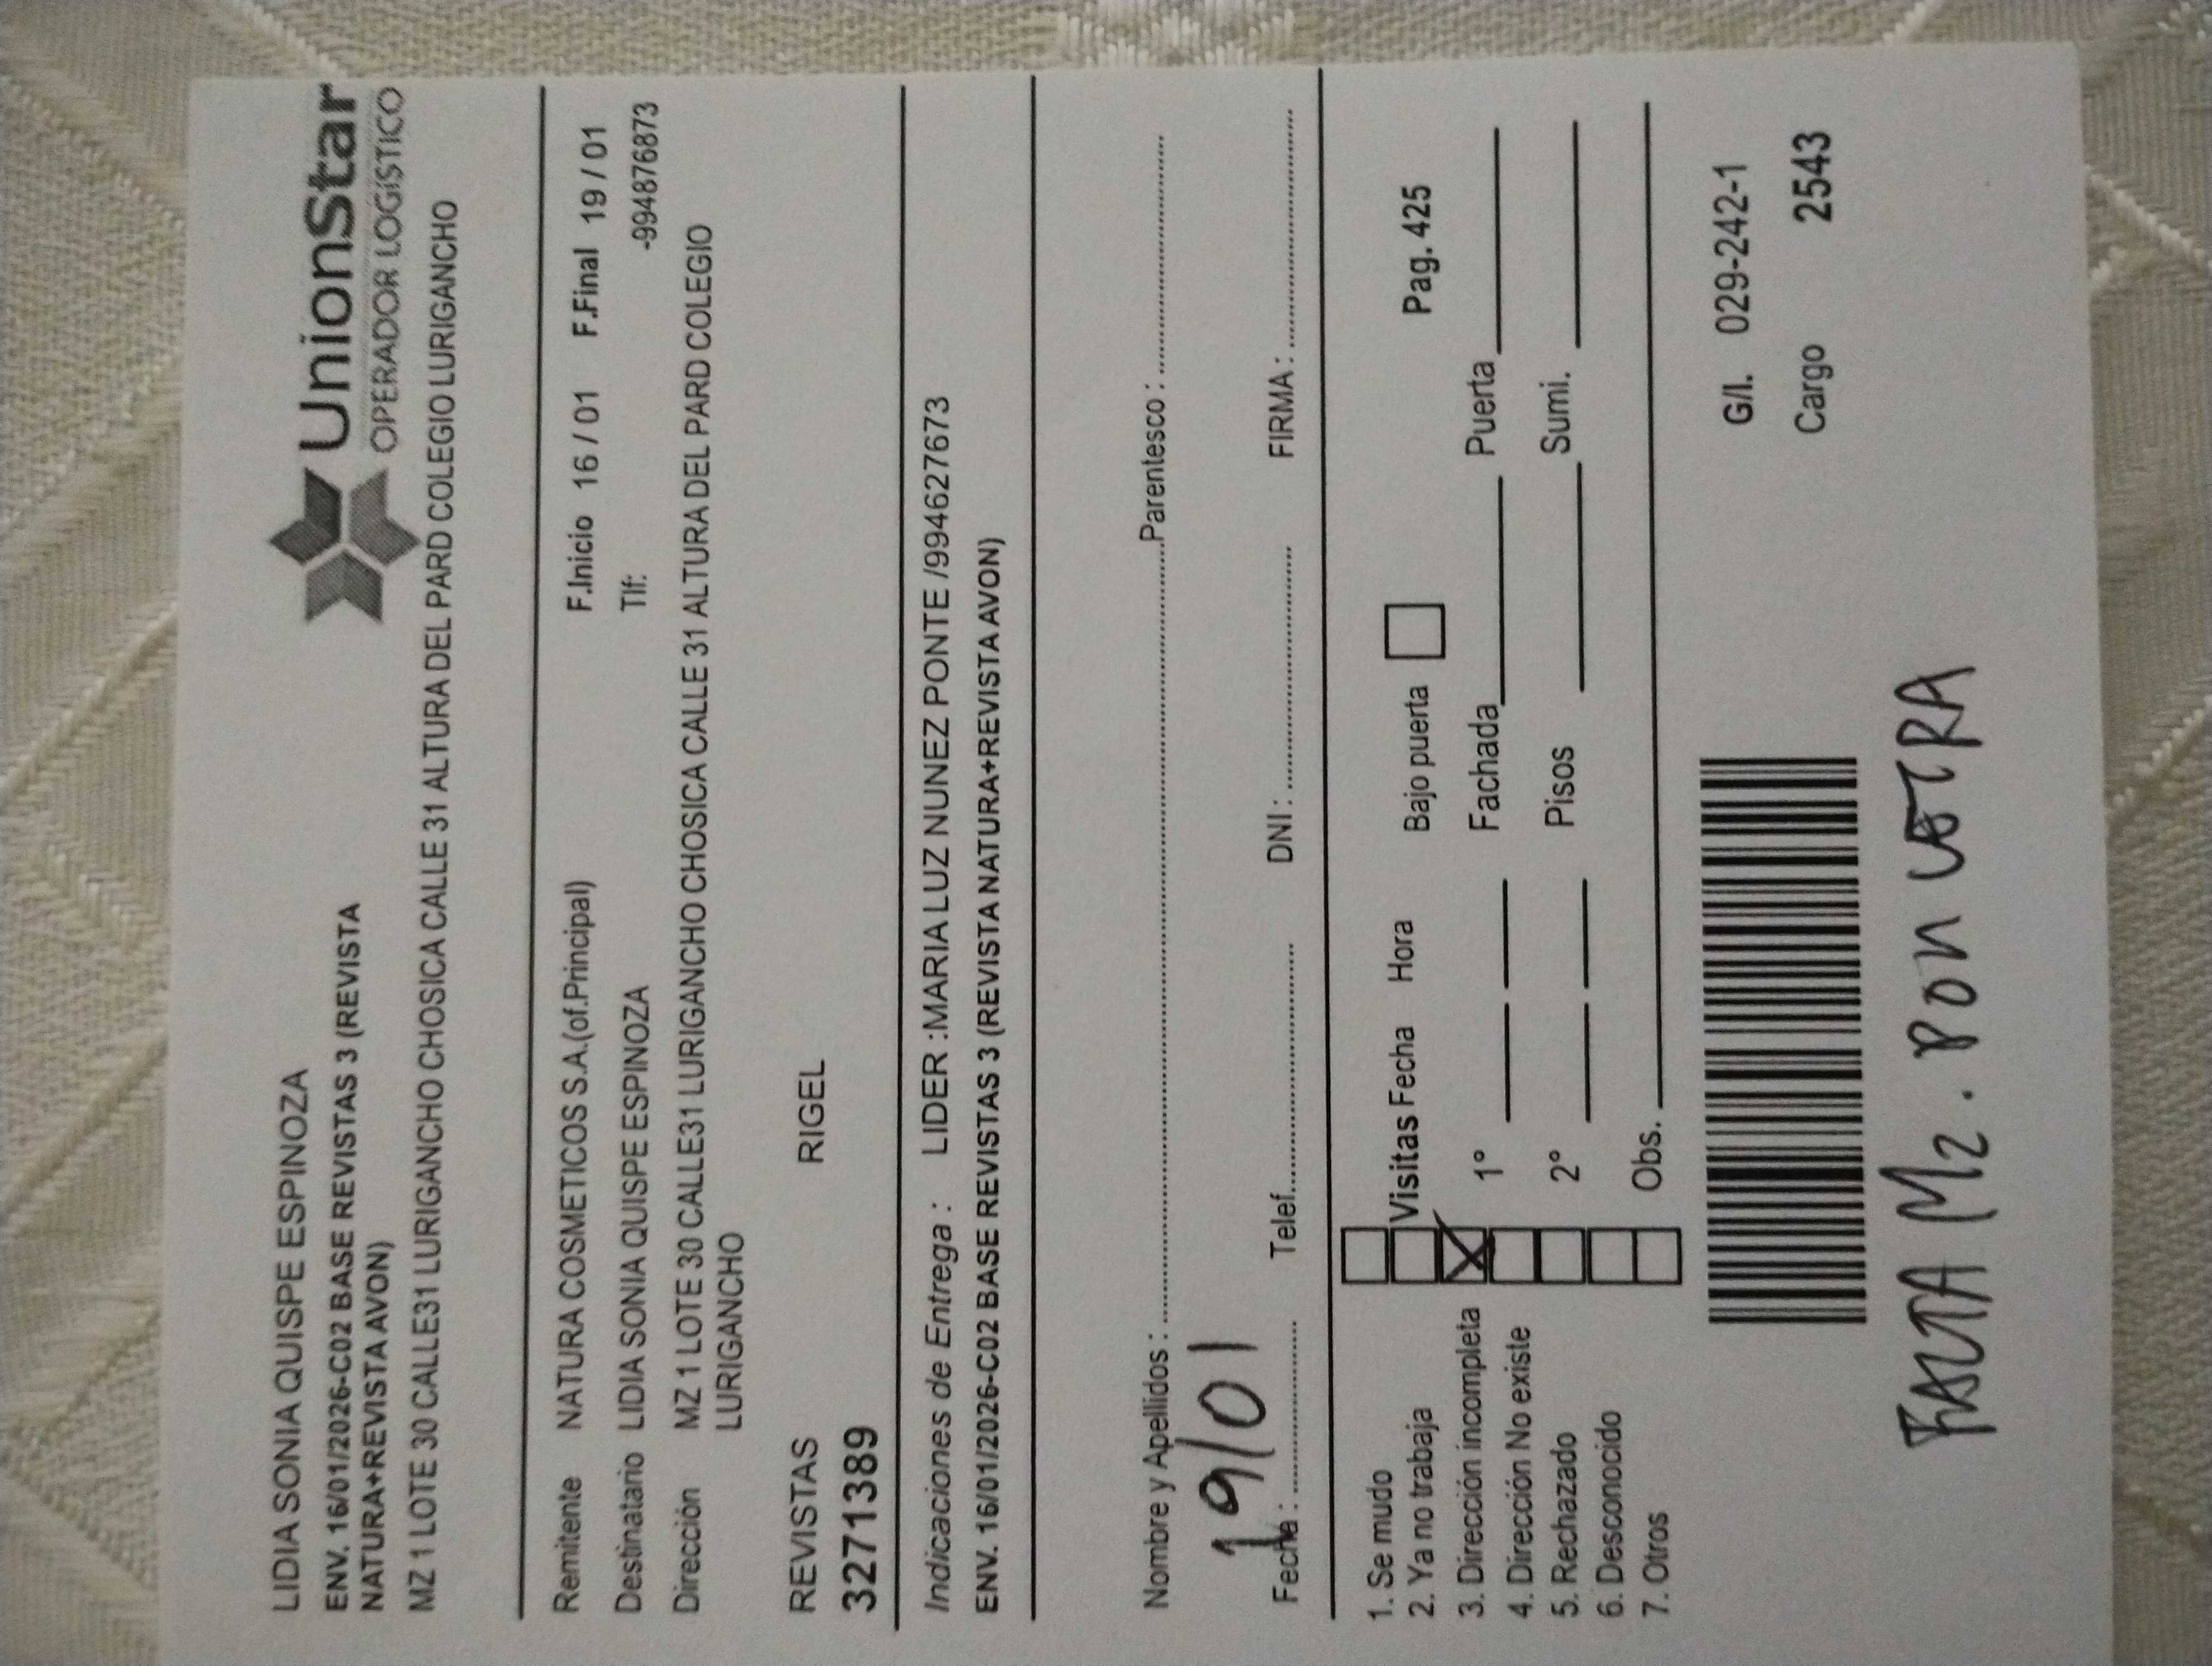 LIDIA SONIA QUISPE ESPINOZA
UnionStar
OPERADOR LOGÍSTICO
ENV. 16/01/2026-C02 BASE REVISTAS 3 (REVISTA
NATURA+REVISTA AVON)
MZ 1 LOTE 30 CALLE31 LURIGANCHO CHOSICA CALLE 31 ALTURA DEL PARD COLEGIO LURIGANCHO
Remitente NATURA COSMETICOS S.A.(of.Principal) F.Inicio 16 / 01 F.Final 19 / 01
Destinatario LIDIA SONIA QUISPE ESPINOZA Tlf: -994876873
Dirección MZ 1 LOTE 30 CALLE31 LURIGANCHO CHOSICA CALLE 31 ALTURA DEL PARD COLEGIO
LURIGANCHO
REVISTAS RIGEL
3271389
Indicaciones de Entrega : LIDER :MARIA LUZ NUNEZ PONTE /994627673
ENV. 16/01/2026-C02 BASE REVISTAS 3 (REVISTA NATURA+REVISTA AVON)
Nombre y Apellidos : Parentesco :
19/01
Fecha : Telef. DNI : FIRMA :
1. Se mudo
2. Ya no trabaja Visitas Fecha Hora Bajo puerta Pag. 425
3. Dirección incompleta X 1° Fachada Puerta
4. Dirección No existe
5. Rechazado 2° Pisos Sumi.
6. Desconocido
7. Otros Obs.
G/I. 029-242-1
Cargo 2543
FALTA MZ. PON LETRA